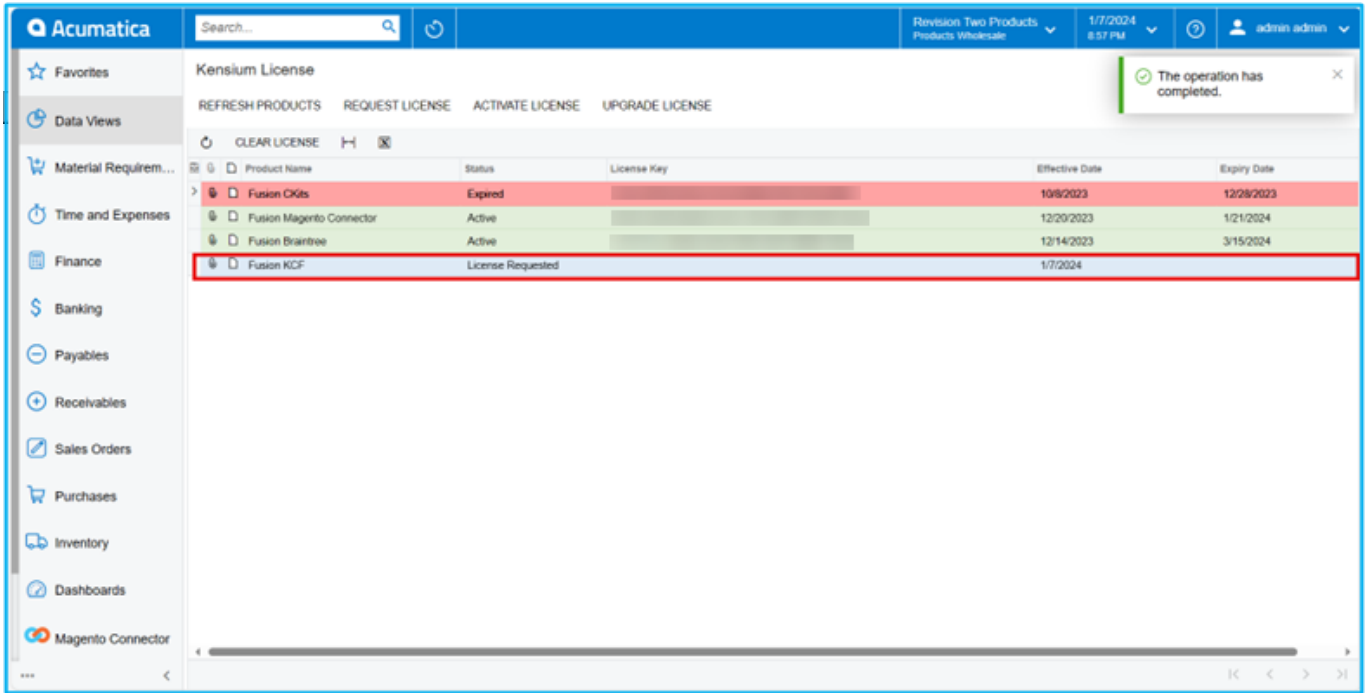 Acumatica
Search...
Revision Two Products
Products Wholesale
1/7/2024
8:57 PM
admin admin
Favorites
Data Views
Material Requirem...
Time and Expenses
Finance
Banking
Payables
Receivables
Sales Orders
Purchases
Inventory
Dashboards
Magento Connector
Kensium License
The operation has
completed.
REFRESH PRODUCTS REQUEST LICENSE ACTIVATE LICENSE UPGRADE LICENSE
CLEAR LICENSE
Product Name Status License Key Effective Date Expiry Date
Fusion CKits Expired 10/8/2023 12/28/2023
Fusion Magento Connector Active 12/20/2023 1/21/2024
Fusion Braintree Active 12/14/2023 3/15/2024
Fusion KCF License Requested 1/7/2024